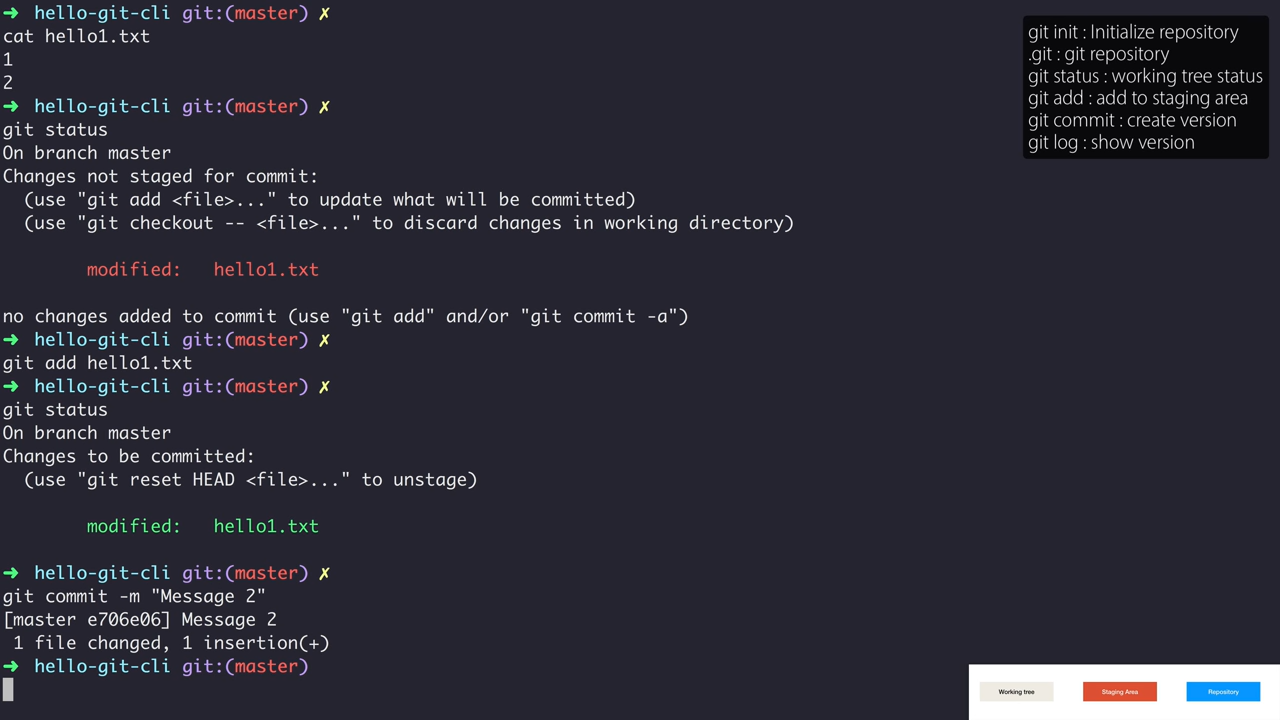 ➜ hello-git-cli git:(master) ✗
cat hello1.txt
1
2
➜ hello-git-cli git:(master) ✗
git status
On branch master
Changes not staged for commit:
(use "git add <file>..." to update what will be committed)
(use "git checkout -- <file>..." to discard changes in working directory)
modified: hello1.txt
no changes added to commit (use "git add" and/or "git commit -a")
➜ hello-git-cli git:(master) ✗
git add hello1.txt
➜ hello-git-cli git:(master) ✗
git status
On branch master
Changes to be committed:
(use "git reset HEAD <file>..." to unstage)
modified: hello1.txt
➜ hello-git-cli git:(master) ✗
git commit -m "Message 2"
[master e706e06] Message 2
1 file changed, 1 insertion(+)
➜ hello-git-cli git:(master)
git init : Initialize repository
.git : git repository
git status : working tree status
git add : add to staging area
git commit : create version
git log : show version
Working tree
Staging Area
Repository